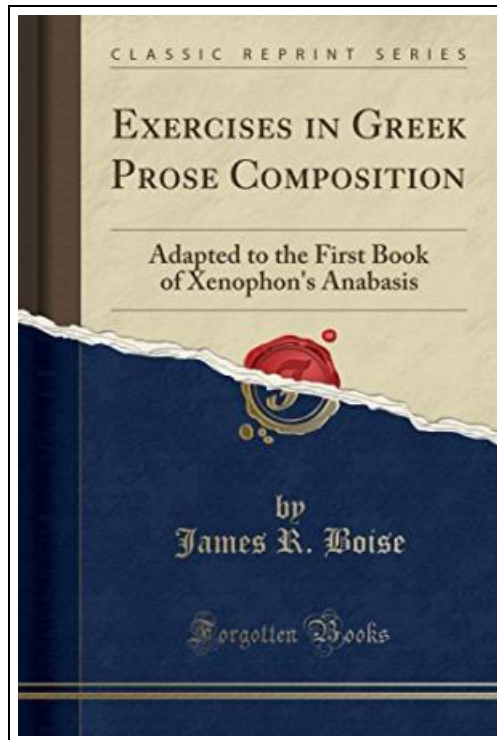 CLASSIC REPRINT SERIES
EXERCISES IN GREEK
PROSE COMPOSITION
Adapted to the First Book
of Xenophon's Anabasis
by
James R. Boise
Forgotten Books